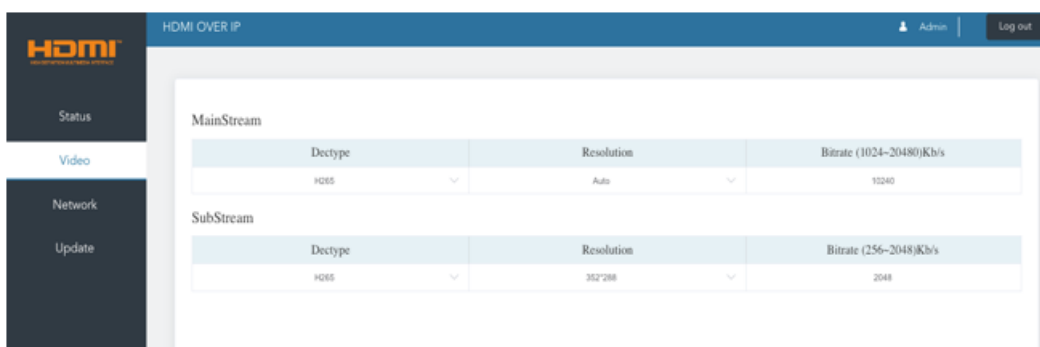 HDMI OVER IP
Admin
Log out
HDMI
Status
Video
Network
Update
MainStream
Dectype Resolution Bitrate (1024~20480)Kb/s
H265 Auto 10240
SubStream
Dectype Resolution Bitrate (256~2048)Kb/s
H265 352*288 2048